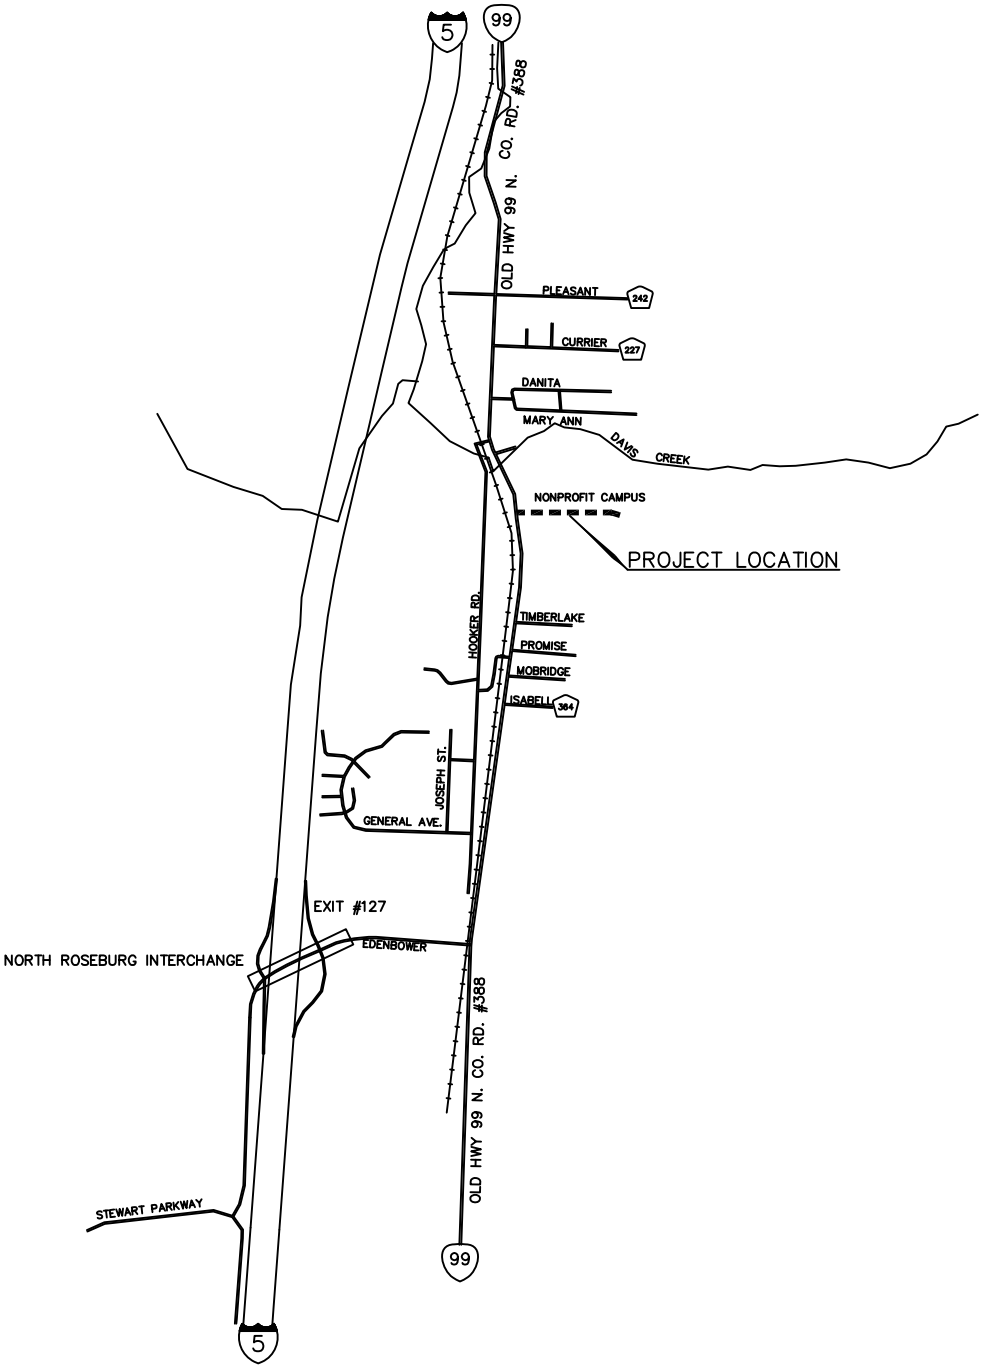 5
99
OLD HWY 99 N. CO. RD. #388
PLEASANT
242
CURRIER
227
DANITA
MARY ANN
DAVIS CREEK
NONPROFIT CAMPUS
PROJECT LOCATION
HOOKER RD.
TIMBERLAKE
PROMISE
MOBRIDGE
ISABELL
364
JOSEPH ST.
GENERAL AVE.
EXIT #127
EDENBOWER
NORTH ROSEBURG INTERCHANGE
OLD HWY 99 N. CO. RD. #388
STEWART PARKWAY
99
5